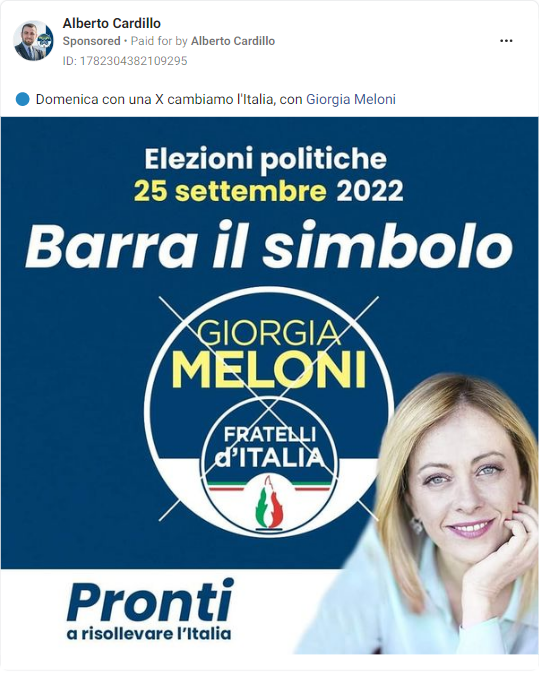 Alberto Cardillo
Sponsored • Paid for by Alberto Cardillo
ID: 1782304382109295
Domenica con una X cambiamo l'Italia, con Giorgia Meloni
Elezioni politiche
25 settembre 2022
Barra il simbolo
GIORGIA
MELONI
FRATELLI
d'ITALIA
Pronti
a risollevare l'Italia